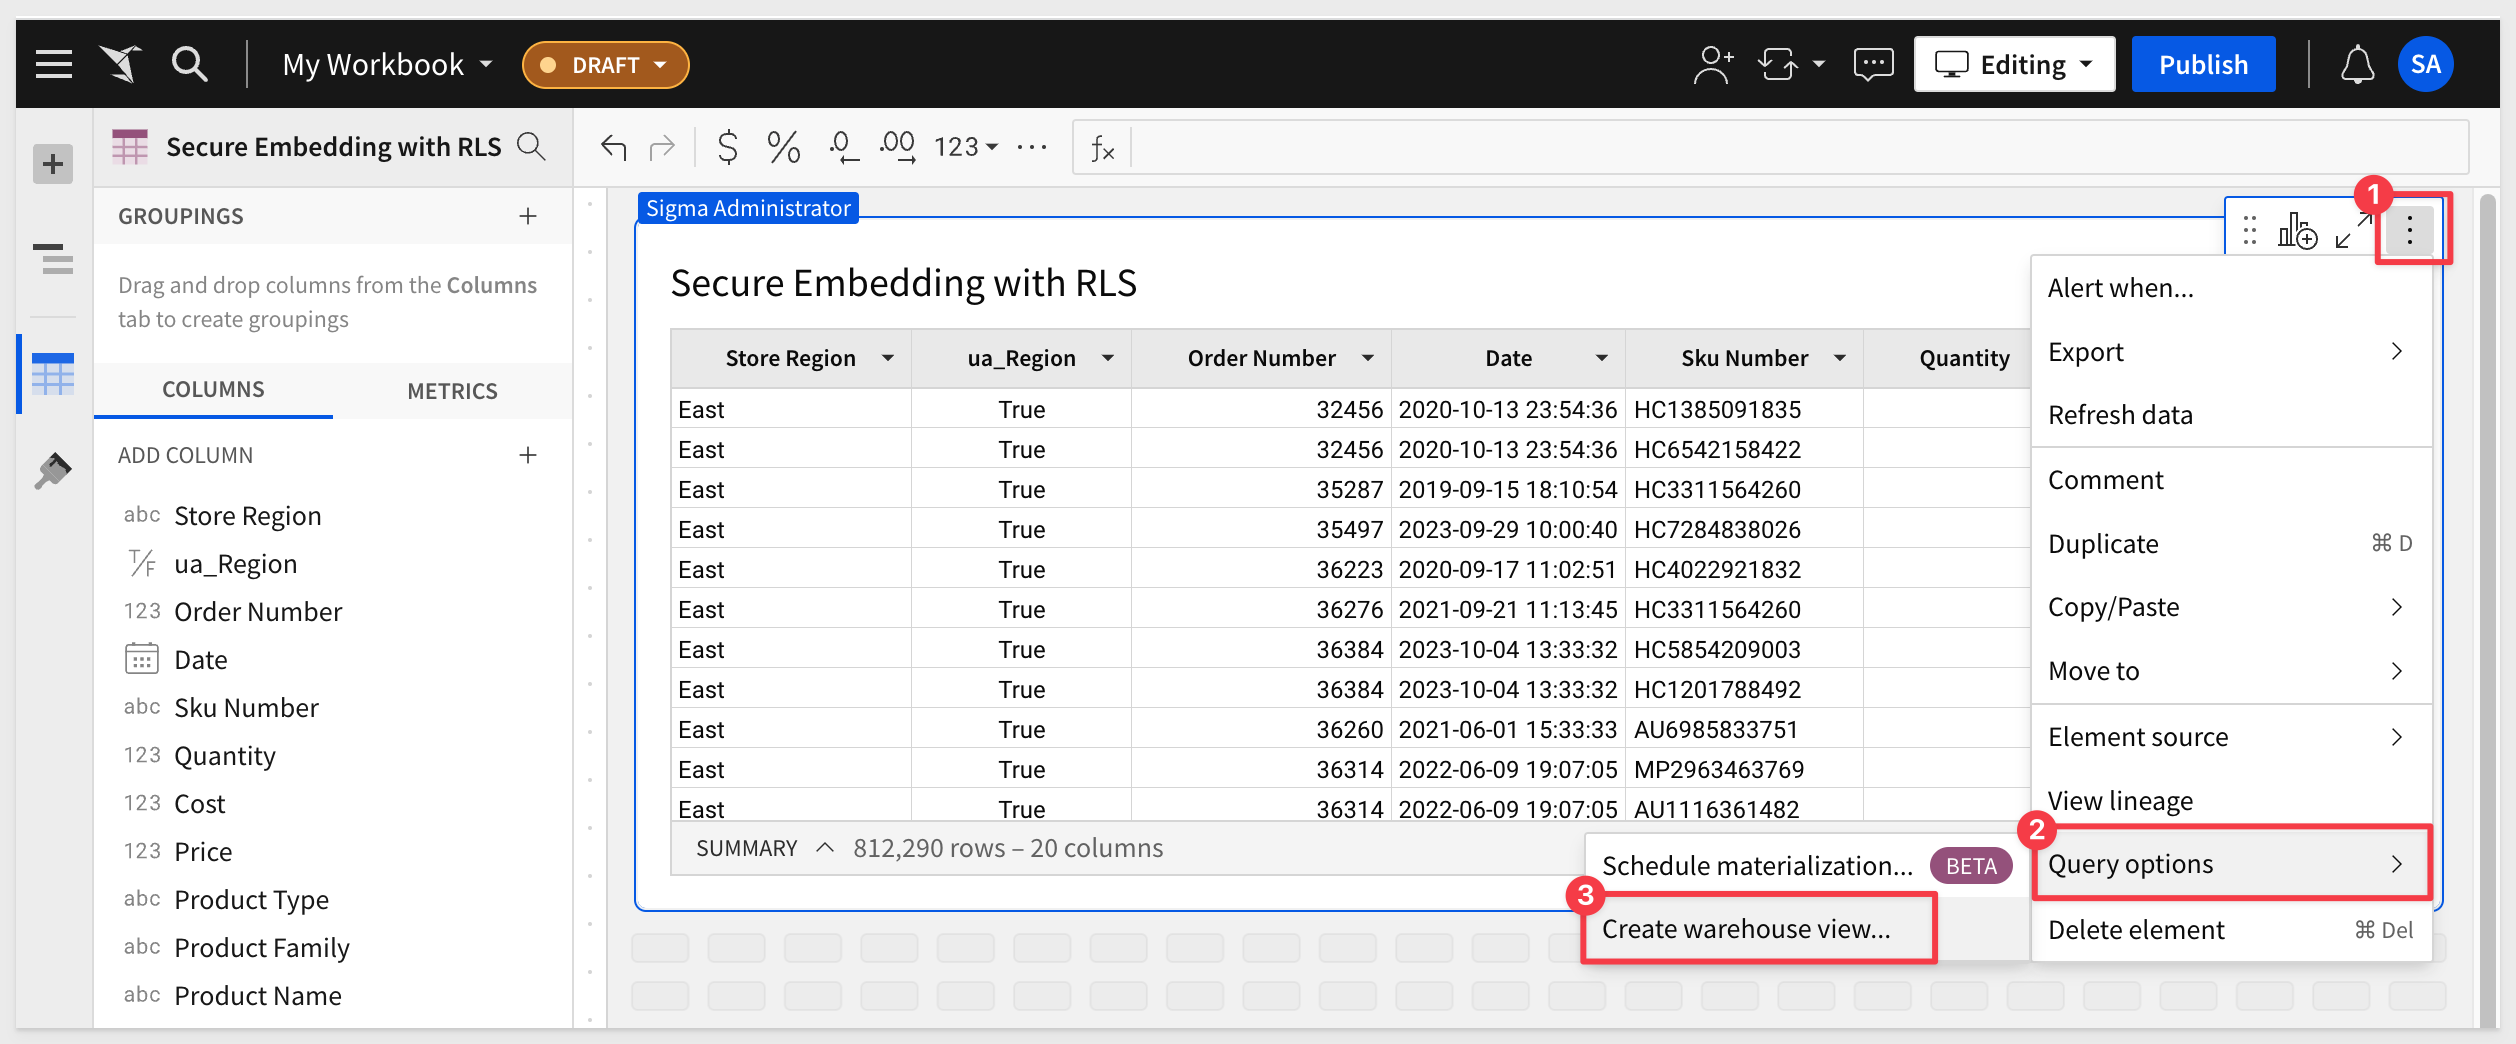 My Workbook
DRAFT
Editing
Publish
SA
Secure Embedding with RLS
$ % .0 .00 123 ... fx
GROUPINGS
Drag and drop columns from the Columns
tab to create groupings
COLUMNS METRICS
ADD COLUMN
abc Store Region
T/F ua_Region
123 Order Number
Date
abc Sku Number
123 Quantity
123 Cost
123 Price
abc Product Type
abc Product Family
abc Product Name
Sigma Administrator
1
Secure Embedding with RLS
Store Region ua_Region Order Number Date Sku Number Quantity
East True 32456 2020-10-13 23:54:36 HC1385091835
East True 32456 2020-10-13 23:54:36 HC6542158422
East True 35287 2019-09-15 18:10:54 HC3311564260
East True 35497 2023-09-29 10:00:40 HC7284838026
East True 36223 2020-09-17 11:02:51 HC4022921832
East True 36276 2021-09-21 11:13:45 HC3311564260
East True 36384 2023-10-04 13:33:32 HC5854209003
East True 36384 2023-10-04 13:33:32 HC1201788492
East True 36260 2021-06-01 15:33:33 AU6985833751
East True 36314 2022-06-09 19:07:05 MP2963463769
East True 36314 2022-06-09 19:07:05 AU1116361482
SUMMARY 812,290 rows – 20 columns
Alert when...
Export
Refresh data
Comment
Duplicate ⌘ D
Copy/Paste
Move to
Element source
View lineage
2
Query options
Delete element ⌘ Del
Schedule materialization... BETA
3
Create warehouse view...